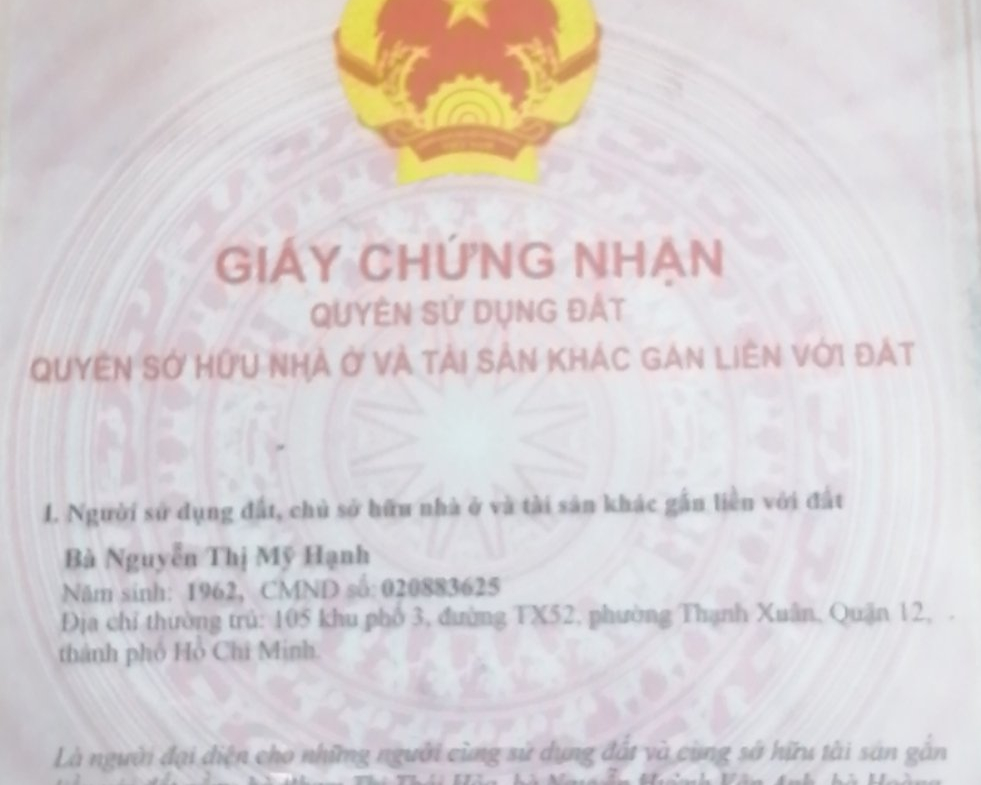 GIẤY CHỨNG NHẬN
QUYỀN SỬ DỤNG ĐẤT
QUYỀN SỞ HỮU NHÀ Ở VÀ TÀI SẢN KHÁC GẮN LIỀN VỚI ĐẤT
I. Người sử dụng đất, chủ sở hữu nhà ở và tài sản khác gắn liền với đất
Bà Nguyễn Thị Mỹ Hạnh
Năm sinh: 1962, CMND số: 020883625
Địa chỉ thường trú: 105 khu phố 3, đường TX52, phường Thạnh Xuân, Quận 12,
thành phố Hồ Chí Minh.
Là người đại diện cho những người cùng sử dụng đất và cùng sở hữu tài sản gắn